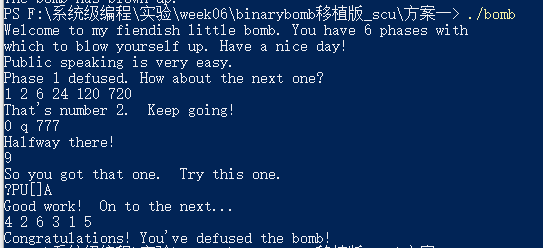 The bomb has blown up.
PS F:\系统级编程\实验\week06\binarybomb移植版_scu\方案一> ./bomb
Welcome to my fiendish little bomb. You have 6 phases with
which to blow yourself up. Have a nice day!
Public speaking is very easy.
Phase 1 defused. How about the next one?
1 2 6 24 120 720
That's number 2.  Keep going!
0 q 777
Halfway there!
9
So you got that one.  Try this one.
?PU[]A
Good work!  On to the next...
4 2 6 3 1 5
Congratulations! You've defused the bomb!